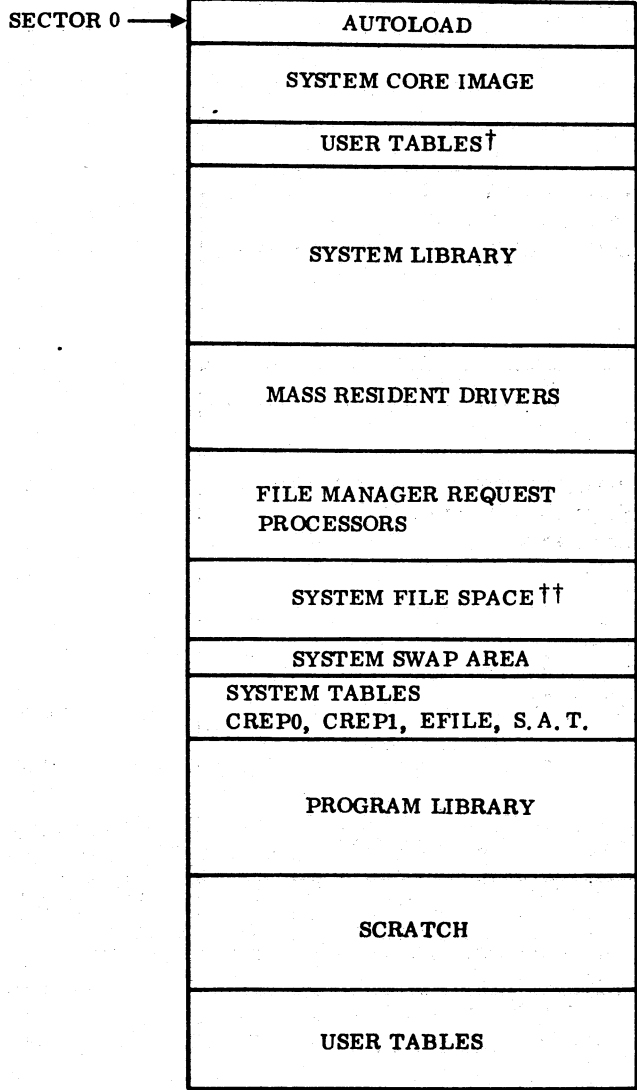 SECTOR 0
AUTOLOAD
SYSTEM CORE IMAGE
USER TABLES†
SYSTEM LIBRARY
MASS RESIDENT DRIVERS
FILE MANAGER REQUEST
PROCESSORS
SYSTEM FILE SPACE††
SYSTEM SWAP AREA
SYSTEM TABLES
CREP0, CREP1, EFILE, S.A.T.
PROGRAM LIBRARY
SCRATCH
USER TABLES